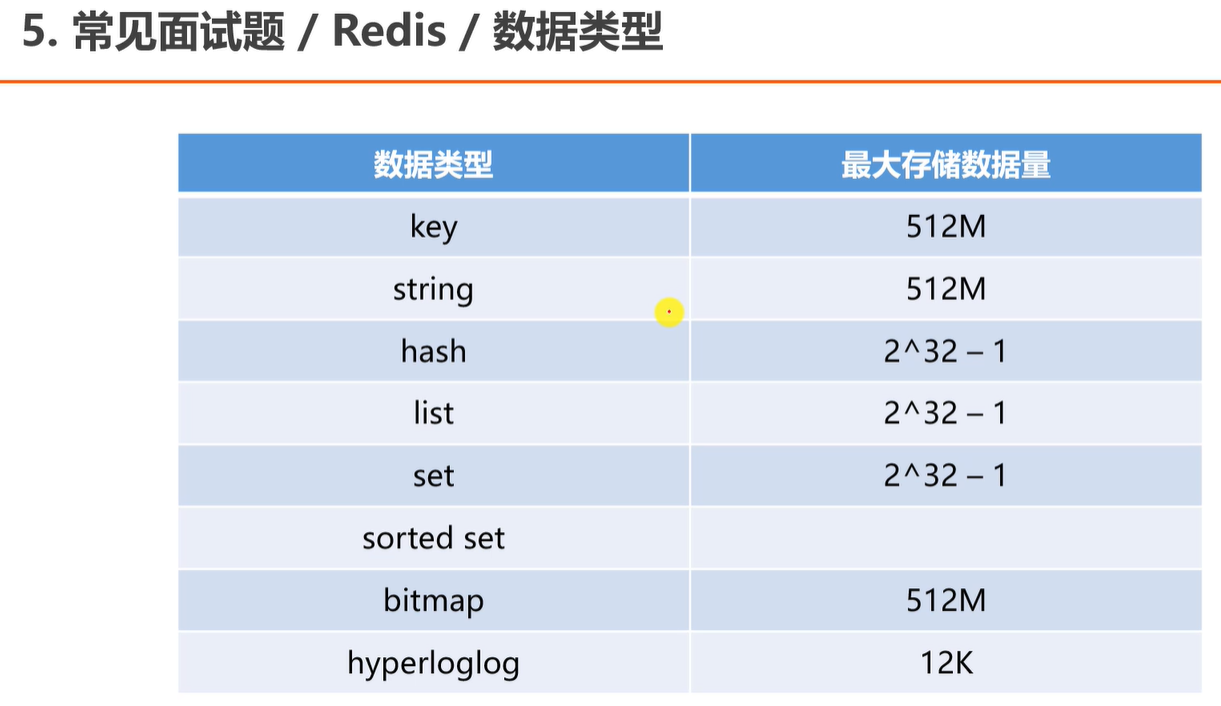 5. 常见面试题 / Redis / 数据类型
数据类型 最大存储数据量
key 512M
string 512M
hash 2^32 – 1
list 2^32 – 1
set 2^32 – 1
sorted set
bitmap 512M
hyperloglog 12K